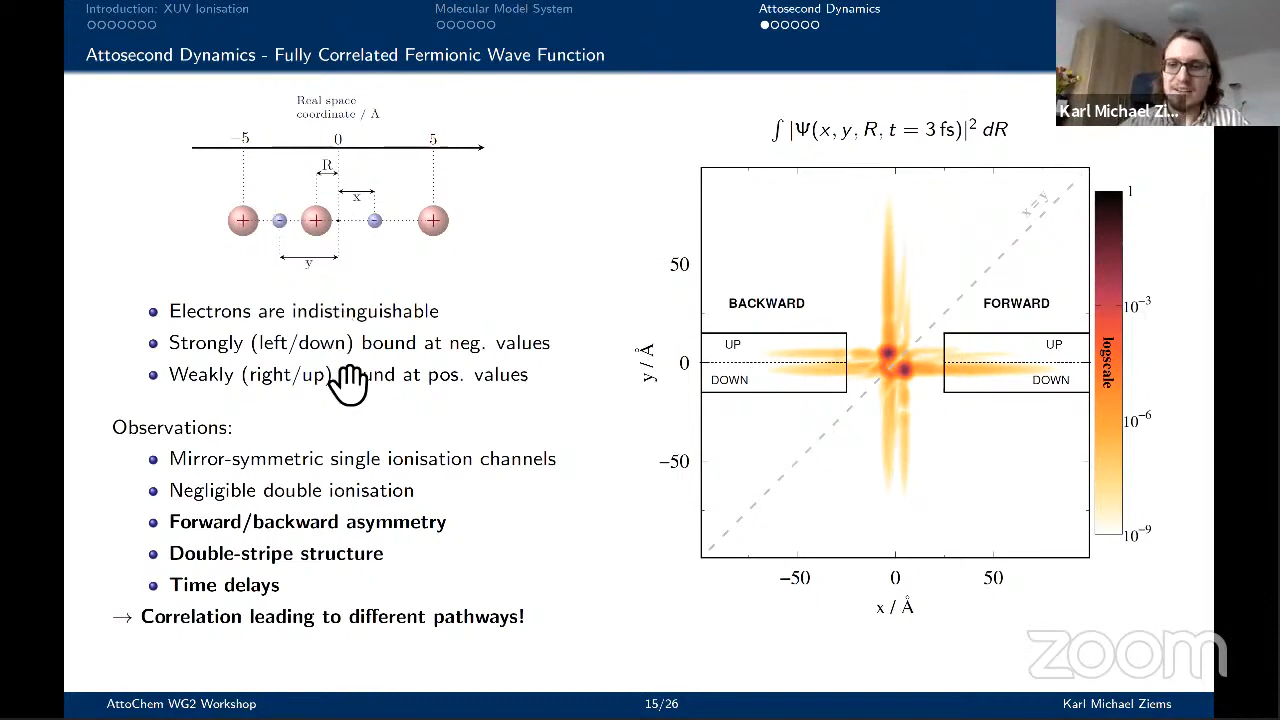 Introduction: XUV Ionisation
Molecular Model System
Attosecond Dynamics
Attosecond Dynamics - Fully Correlated Fermionic Wave Function
Karl Michael Zi...
Real space
coordinate / Å
−5 0 5
R
x
+ - + - +
y
Electrons are indistinguishable
Strongly (left/down) bound at neg. values
Weakly (right/up) ound at pos. values
Observations:
Mirror-symmetric single ionisation channels
Negligible double ionisation
Forward/backward asymmetry
Double-stripe structure
Time delays
→ Correlation leading to different pathways!
∫ |Ψ(x, y, R, t = 3 fs)|² dR
x = y
50
BACKWARD
FORWARD
UP
UP
0
DOWN
DOWN
−50
y / Å
−50 0 50
x / Å
1
10⁻³
logscale
10⁻⁶
10⁻⁹
zoom
AttoChem WG2 Workshop
15/26
Karl Michael Ziems